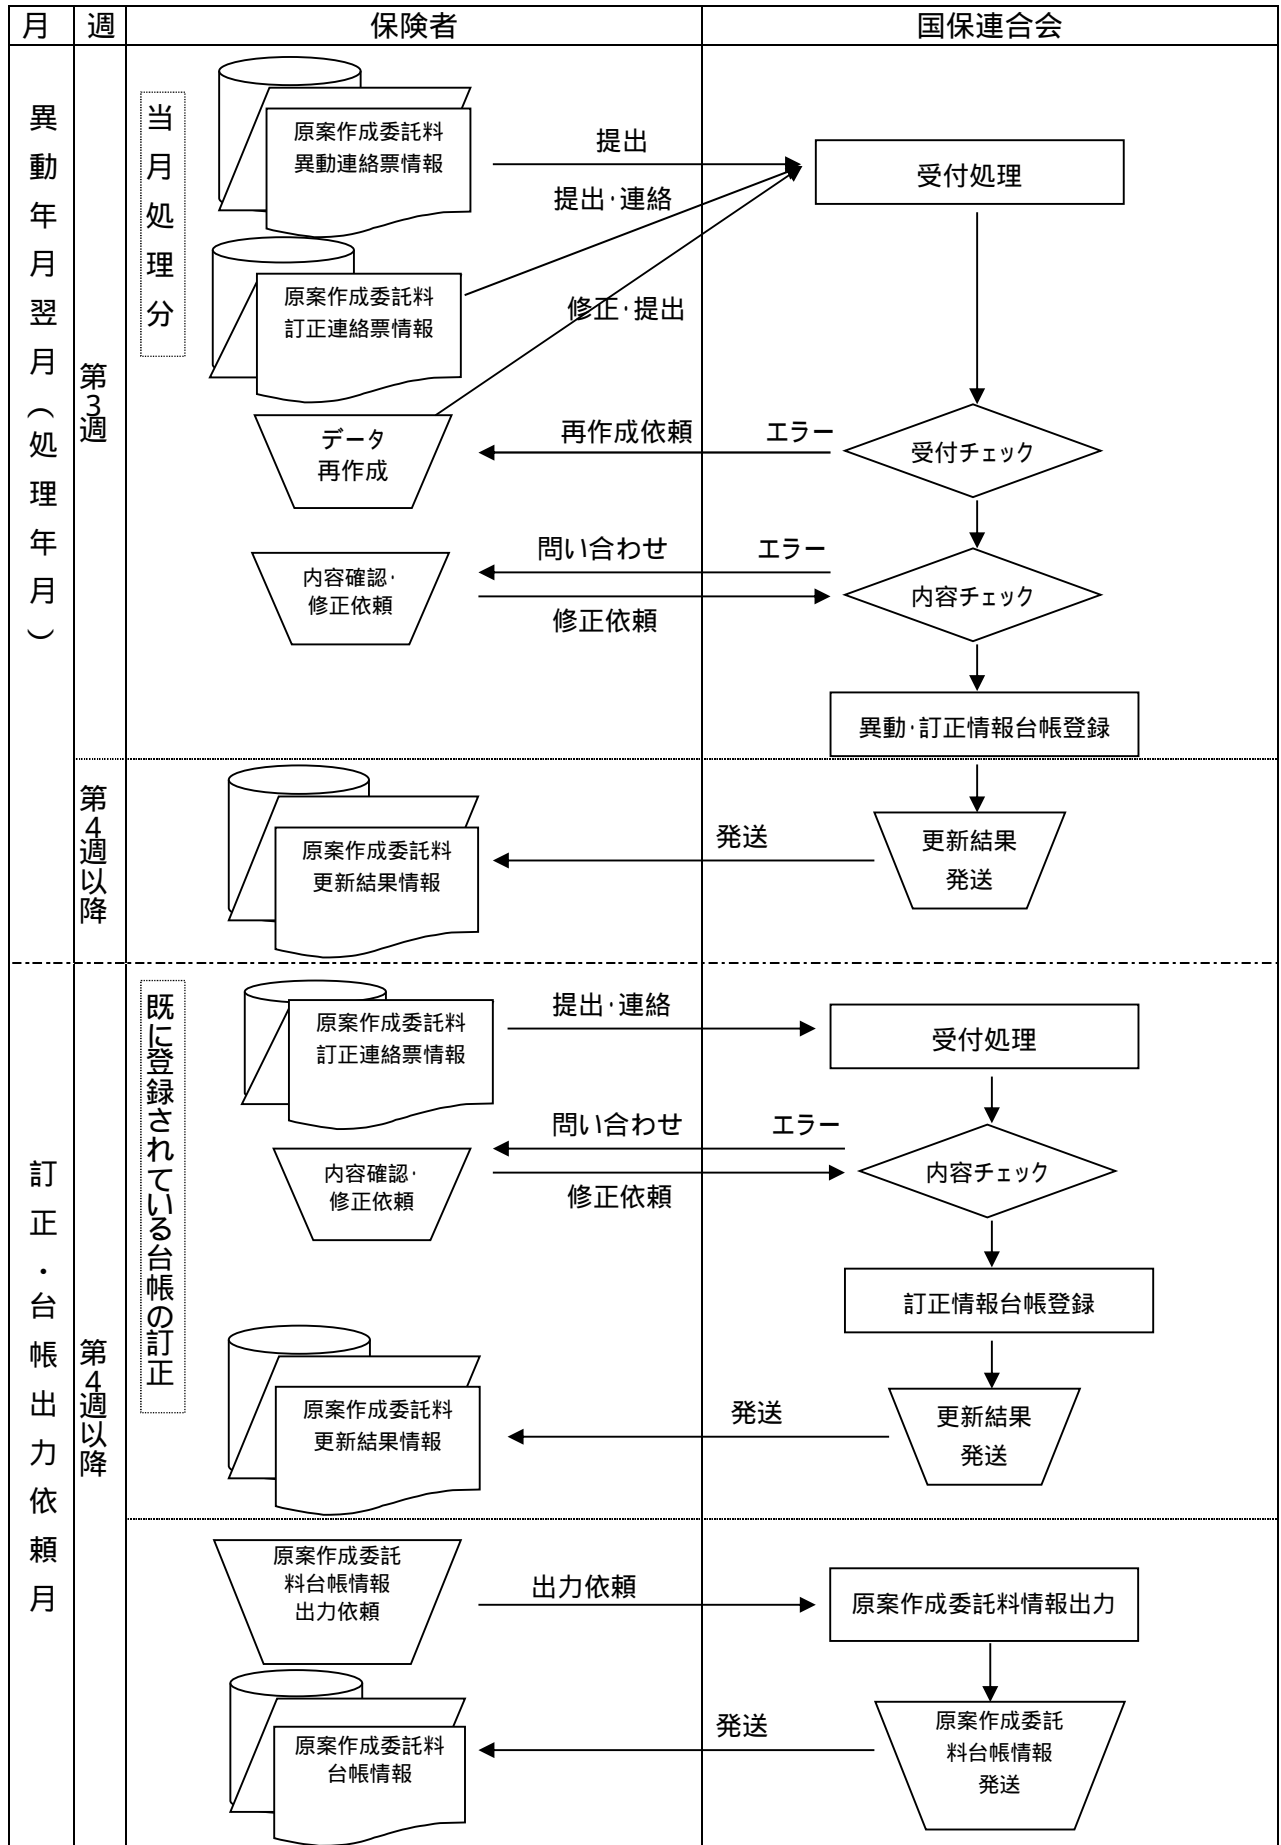 月 週 保険者 国保連合会
異動年月翌月（処理年月）
第3週
当月処理分
原案作成委託料
異動連絡票情報
提出
受付処理
提出・連絡
原案作成委託料
訂正連絡票情報
修正・提出
データ
再作成
再作成依頼
エラー
受付チェック
問い合わせ
エラー
内容確認・
修正依頼
修正依頼
内容チェック
異動・訂正情報台帳登録
第4週以降
原案作成委託料
更新結果情報
発送
更新結果
発送
訂正・台帳出力依頼月
第4週以降
既に登録されている台帳の訂正
原案作成委託料
訂正連絡票情報
提出・連絡
受付処理
問い合わせ
エラー
内容確認・
修正依頼
修正依頼
内容チェック
訂正情報台帳登録
原案作成委託料
更新結果情報
発送
更新結果
発送
原案作成委託
料台帳情報
出力依頼
出力依頼
原案作成委託料情報出力
原案作成委託料
台帳情報
発送
原案作成委託
料台帳情報
発送